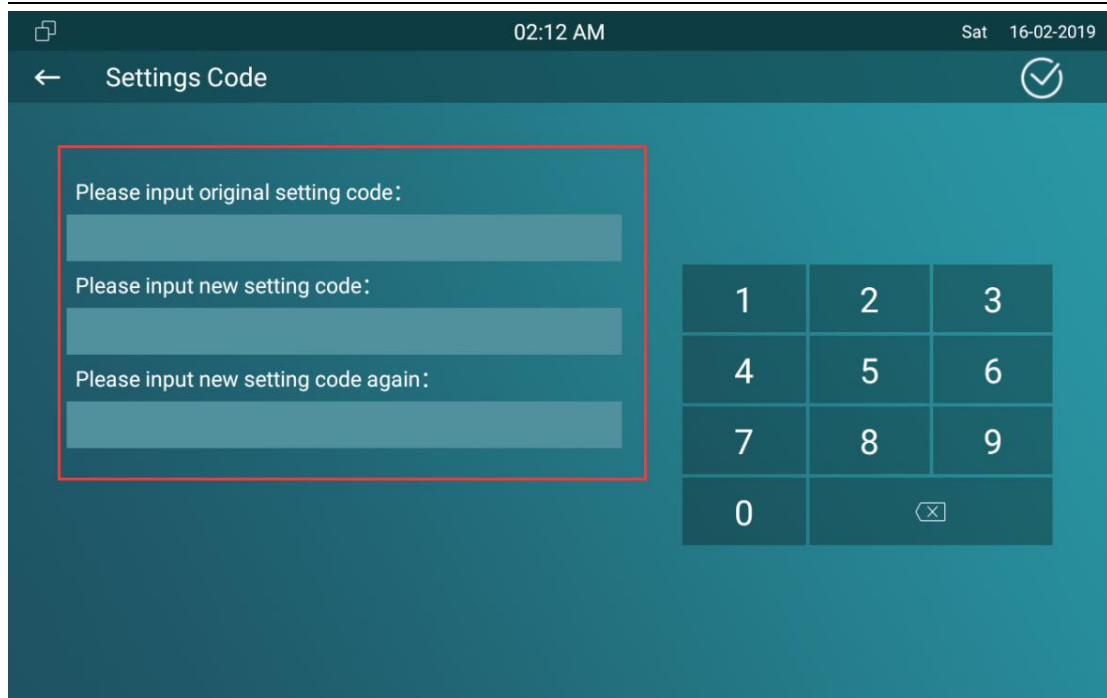 02:12 AM Sat 16-02-2019
Settings Code
Please input original setting code:
Please input new setting code:
Please input new setting code again:
1 2 3
4 5 6
7 8 9
0